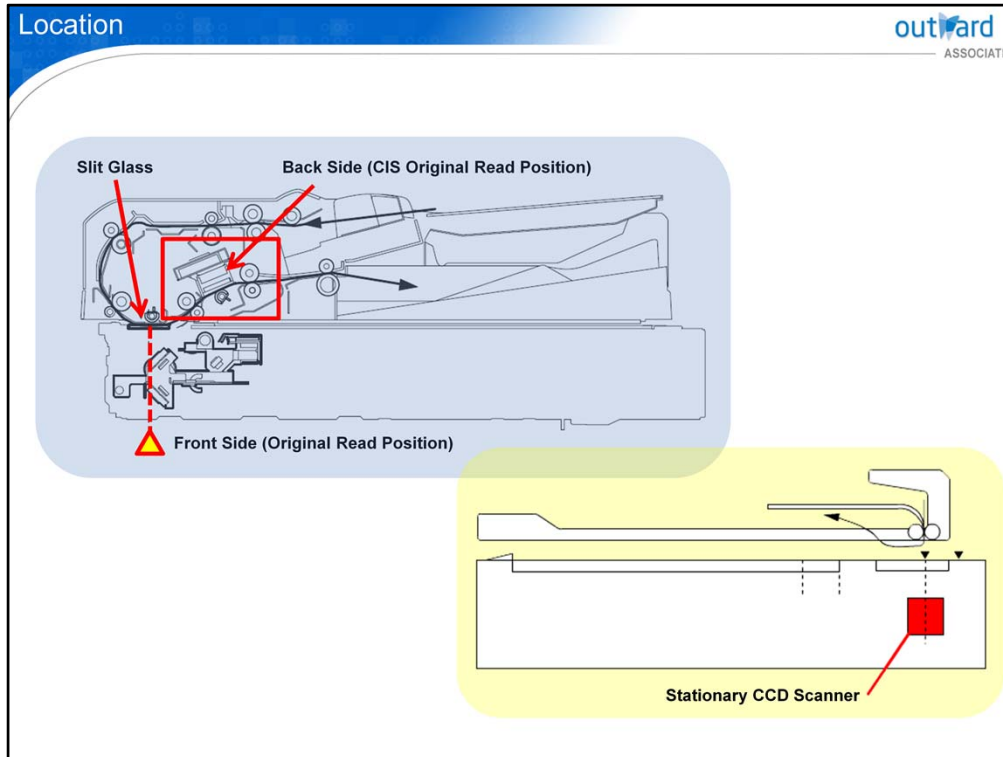 Location
outward
ASSOCIAT
Slit Glass
Back Side (CIS Original Read Position)
Front Side (Original Read Position)
Stationary CCD Scanner